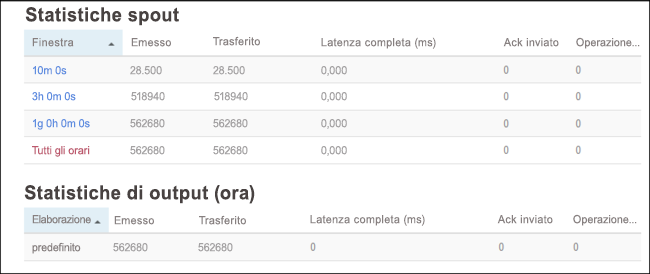 Statistiche spout
Finestra Emesso Trasferito Latenza completa (ms) Ack inviato Operazione...
10m 0s 28.500 28.500 0,000 0 0
3h 0m 0s 518940 518940 0,000 0 0
1g 0h 0m 0s 562680 562680 0,000 0 0
Tutti gli orari 562680 562680 0,000 0 0
Statistiche di output (ora)
Elaborazione Emesso Trasferito Latenza completa (ms) Ack inviato Operazione...
predefinito 562680 562680 0 0 0